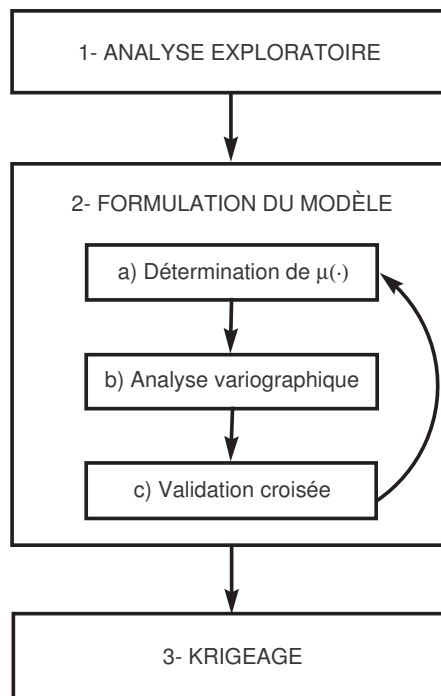 1- ANALYSE EXPLORATOIRE
2- FORMULATION DU MODÈLE
a) Détermination de µ(·)
b) Analyse variographique
c) Validation croisée
3- KRIGEAGE